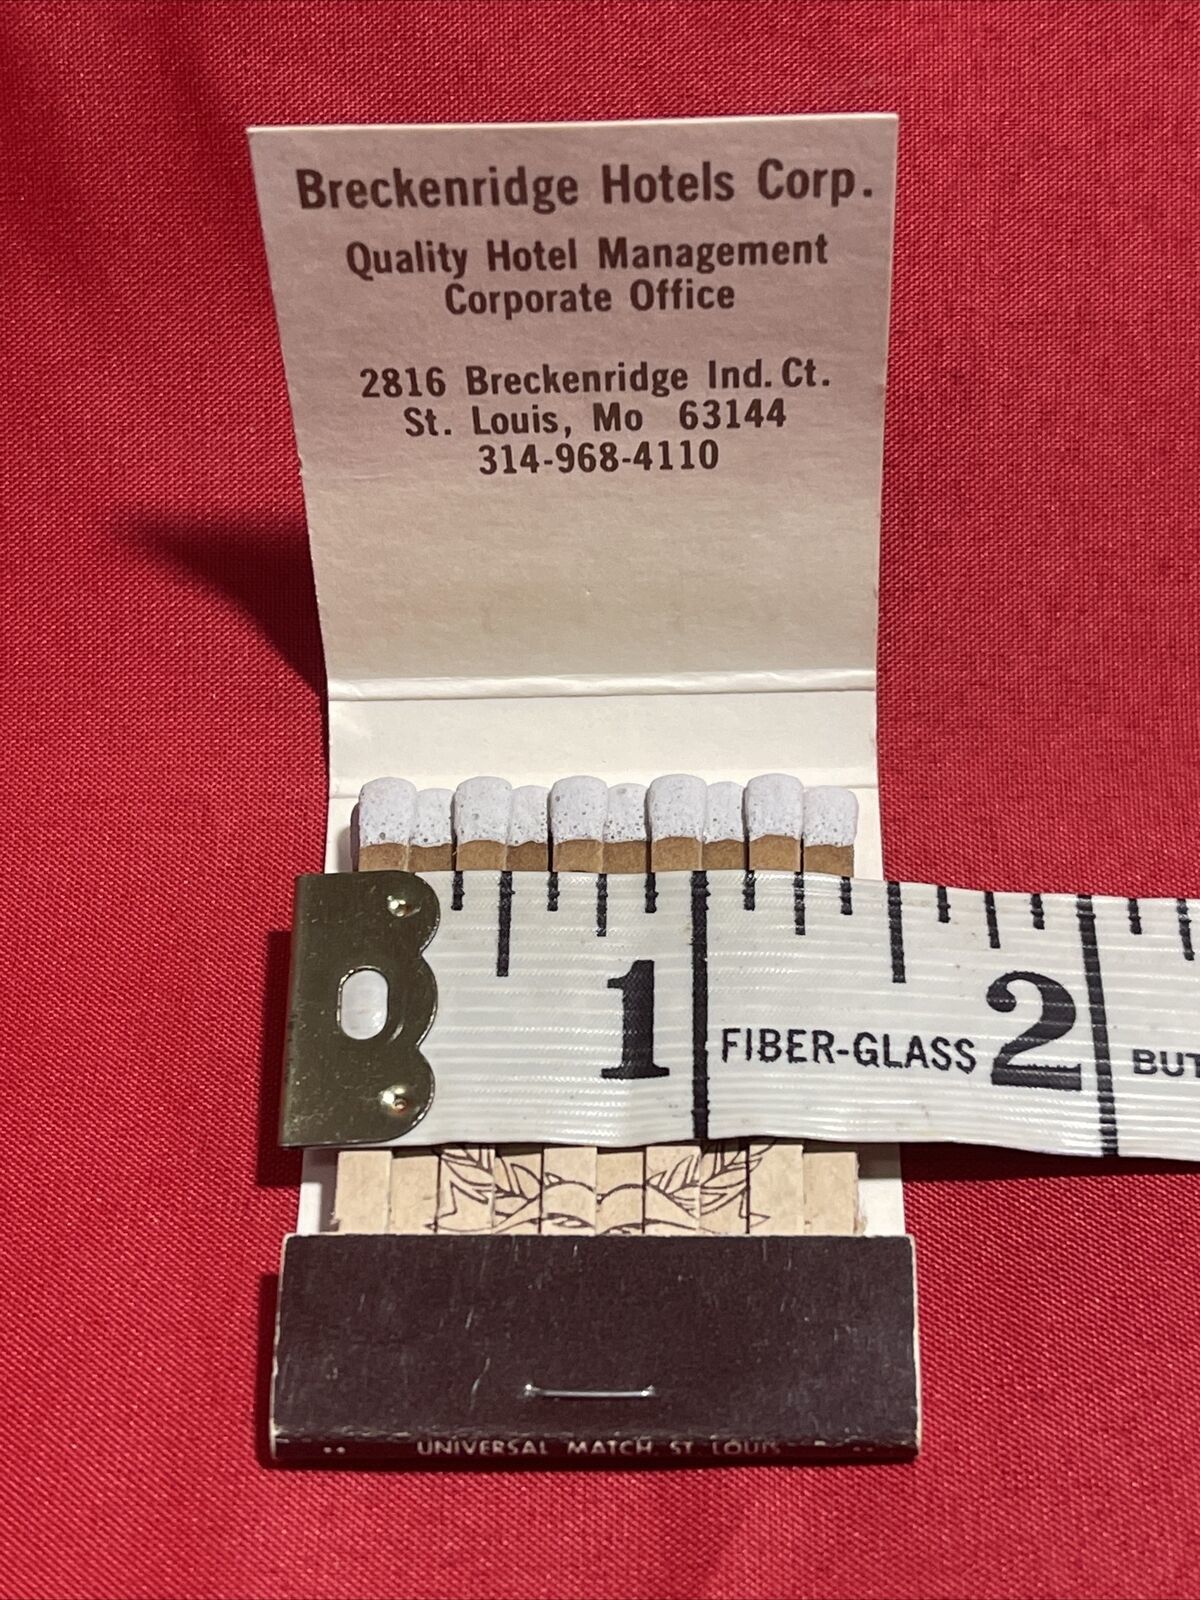 Breckenridge Hotels Corp.
Quality Hotel Management
Corporate Office
2816 Breckenridge Ind. Ct.
St. Louis, Mo 63144
314-968-4110
1 FIBER-GLASS 2 BUT
UNIVERSAL MATCH ST LOUIS